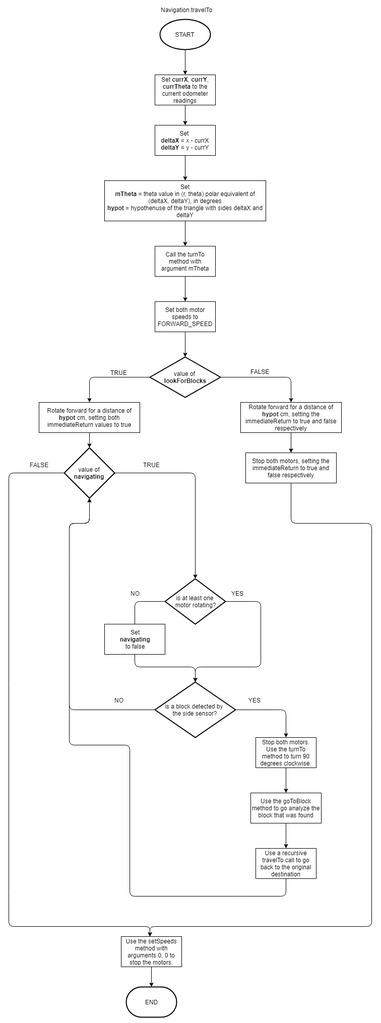 Navigation.travelTo
START
Set currX, currY,
currTheta to the
current odometer
readings
Set
deltaX = x - currX
deltaY = y - currY
Set
mTheta = theta value in (r, theta) polar equivalent of
(deltaX, deltaY), in degrees
hypot = hypothenuse of the triangle with sides deltaX and
deltaY
Call the turnTo
method with
argument mTheta
Set both motor
speeds to
FORWARD_SPEED
value of
lookForBlocks
TRUE
FALSE
Rotate forward for a distance of
hypot cm, setting both
immediateReturn values to true
Rotate forward for a distance of
hypot cm, setting the
immediateReturn to true and false
respectively
Stop both motors, setting the
immediateReturn to true and
false respectively
value of
navigating
FALSE
TRUE
is at least one
motor rotating?
NO
YES
Set
navigating
to false
is a block detected by
the side sensor?
NO
YES
Stop both motors.
Use the turnTo
method to turn 90
degrees clockwise.
Use the goToBlock
method to go analyze the
block that was found
Use a recursive
travelTo call to go
back to the original
destination
Use the setSpeeds
method with
arguments 0, 0 to
stop the motors.
END